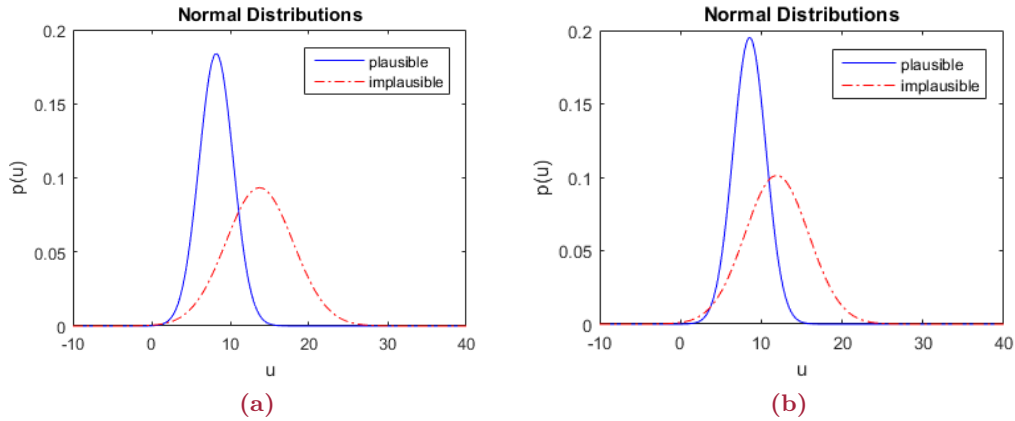 Normal Distributions
0.2
0.15
0.1
0.05
0
p(u)
plausible
implausible
-10 0 10 20 30 40
u
(a)
Normal Distributions
0.2
0.15
0.1
0.05
0
p(u)
plausible
implausible
-10 0 10 20 30 40
u
(b)